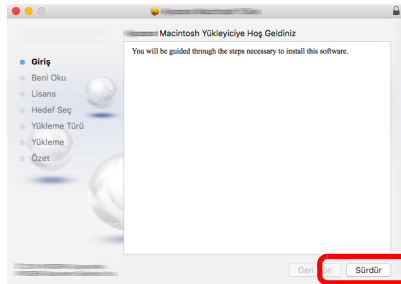 Macintosh Yükleyiciye Hoş Geldiniz
You will be guided through the steps necessary to install this software.
Giriş
Beni Oku
Lisans
Hedef Seç
Yükleme Türü
Yükleme
Özet
Geri
Sürdür